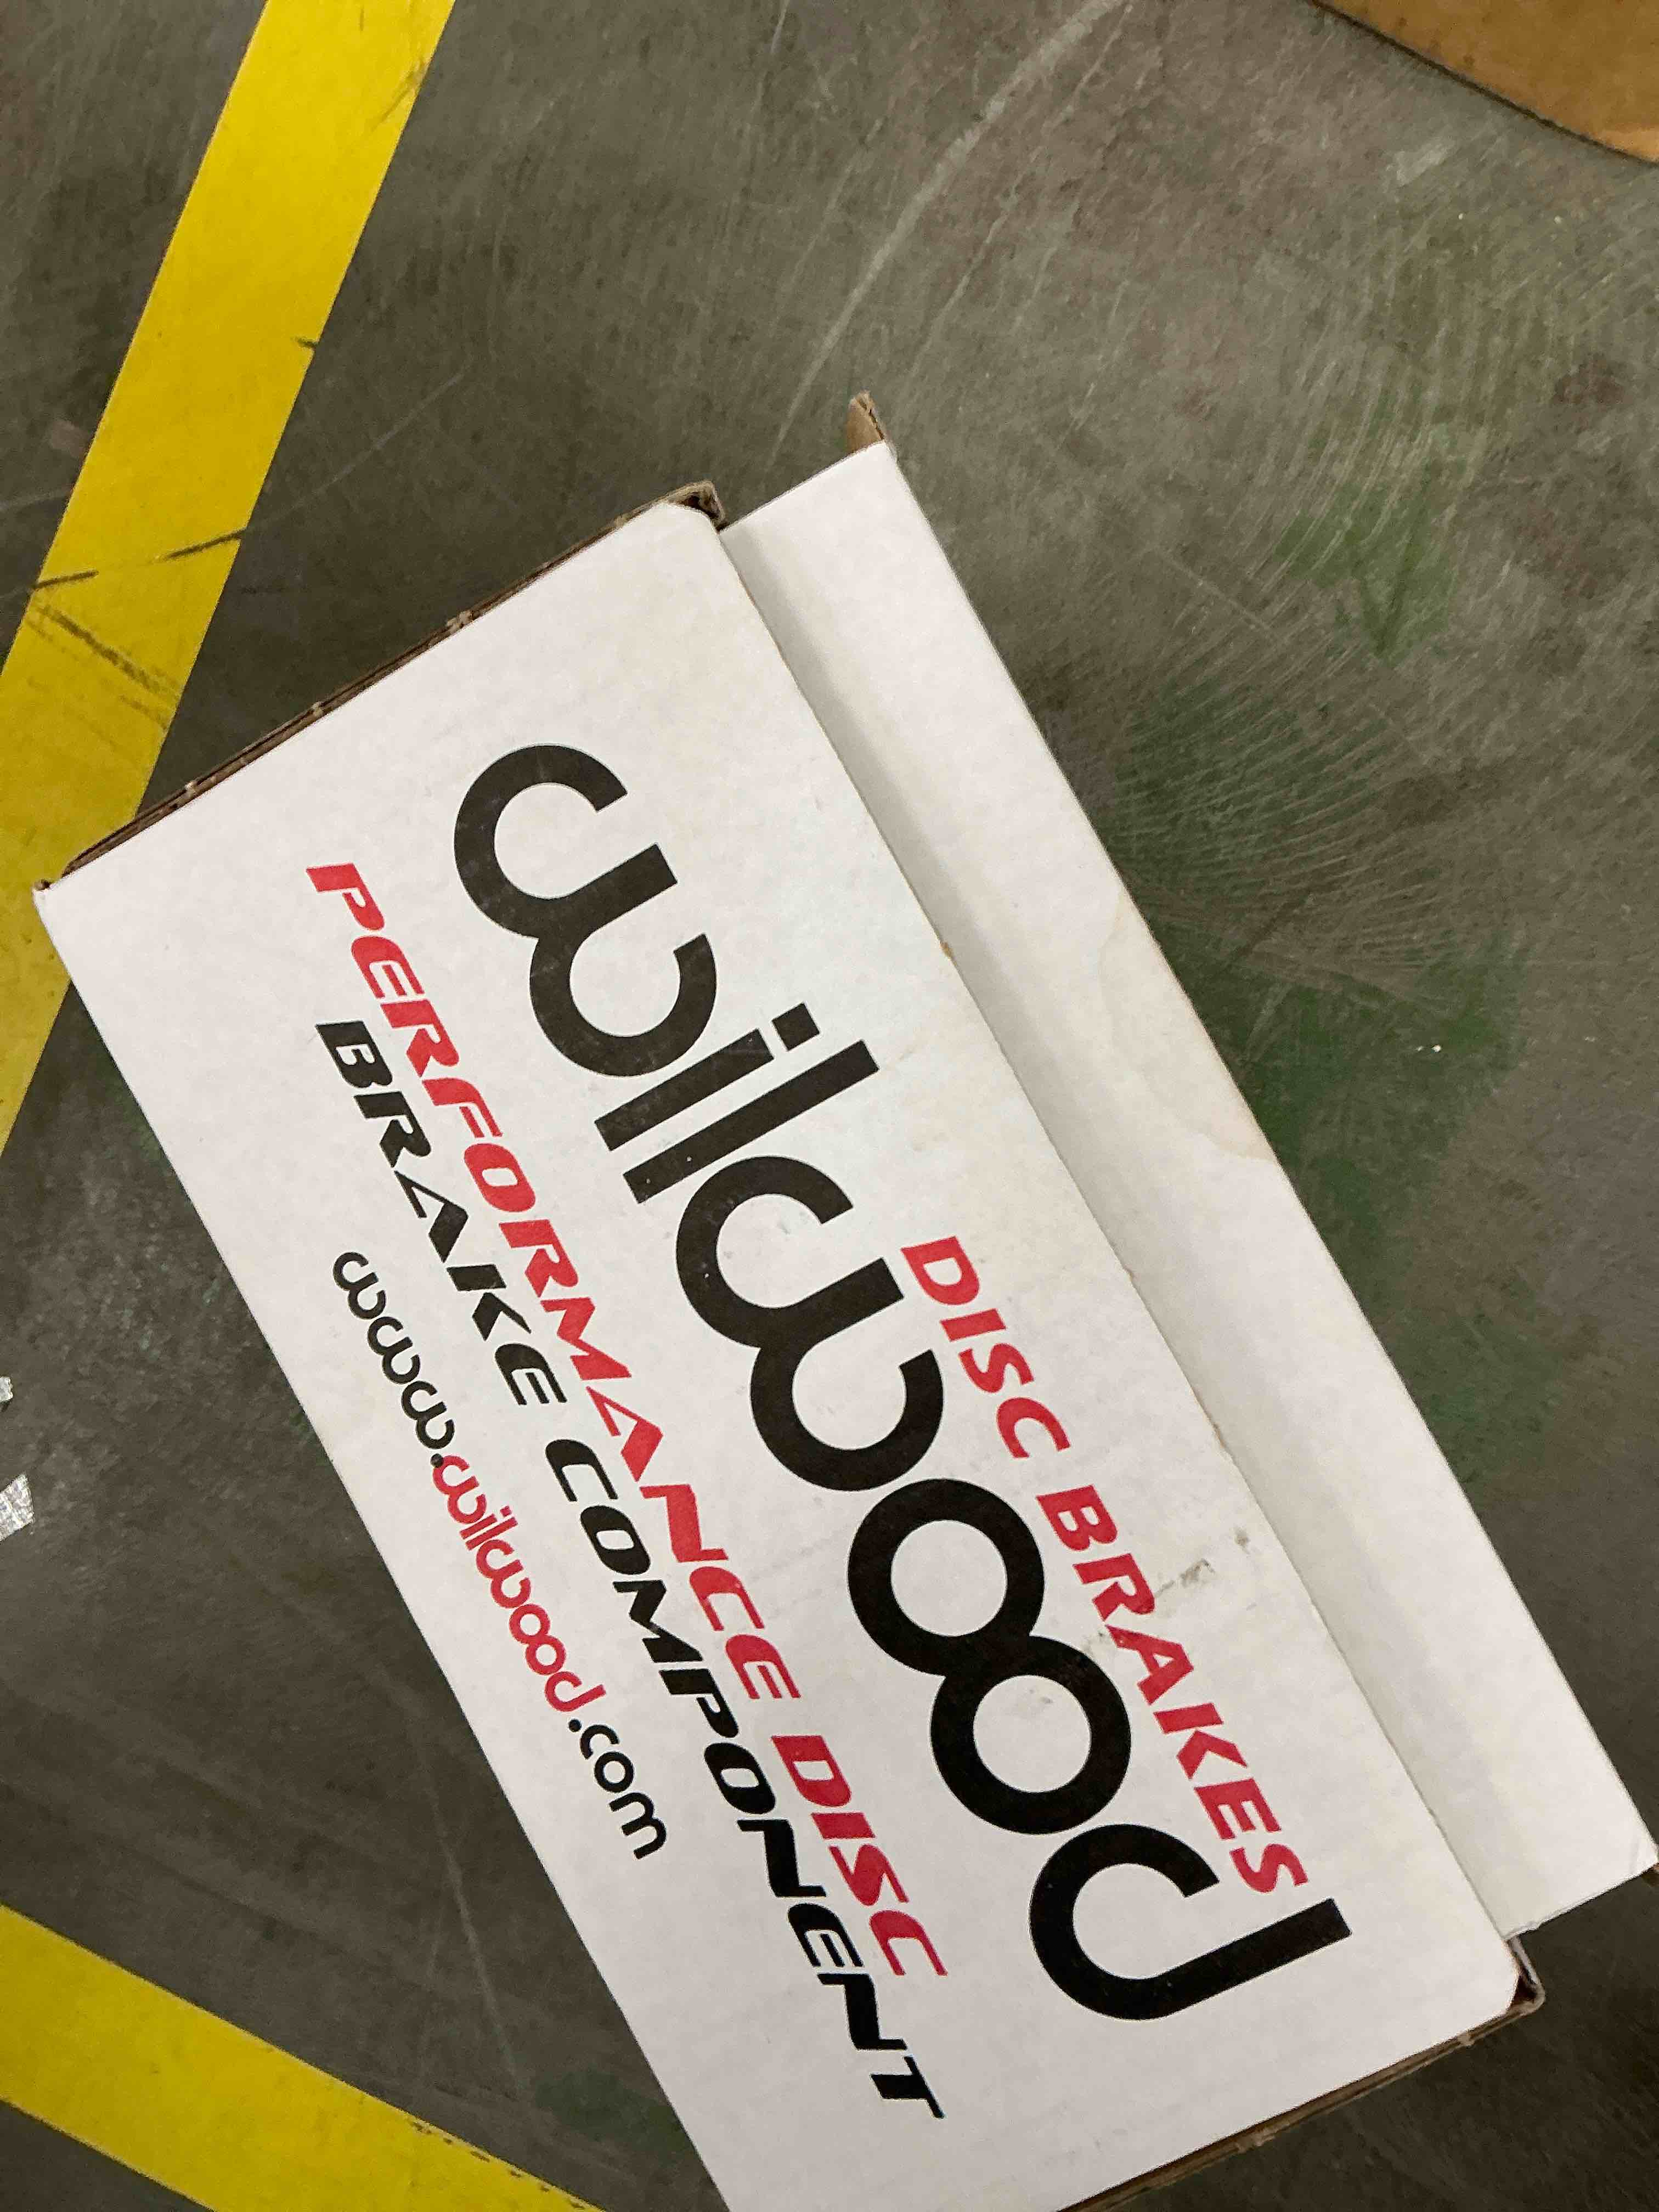 DISC BRAKES
wilwood
PERFORMANCE DISC
BRAKE COMPONENT
www.wilwood.com